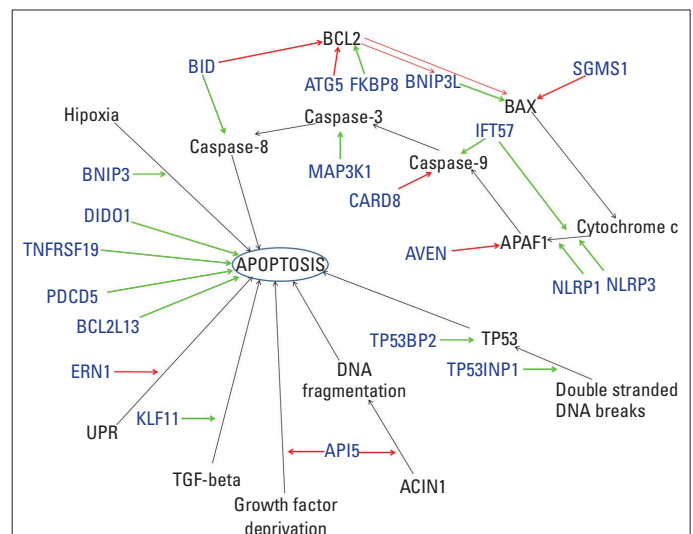 BCL2
BID
ATG5
FKBP8
BNIP3L
SGMS1
BAX
Hipoxia
Caspase-3
IFT57
Caspase-8
BNIP3
MAP3K1
Caspase-9
CARD8
DIDO1
Cytochrome c
TNFRSF19
AVEN
APAF1
APOPTOSIS
NLRP1
NLRP3
PDCD5
BCL2L13
TP53BP2
TP53
ERN1
DNA
fragmentation
TP53INP1
Double stranded
DNA breaks
KLF11
UPR
API5
TGF-beta
ACIN1
Growth factor
deprivation